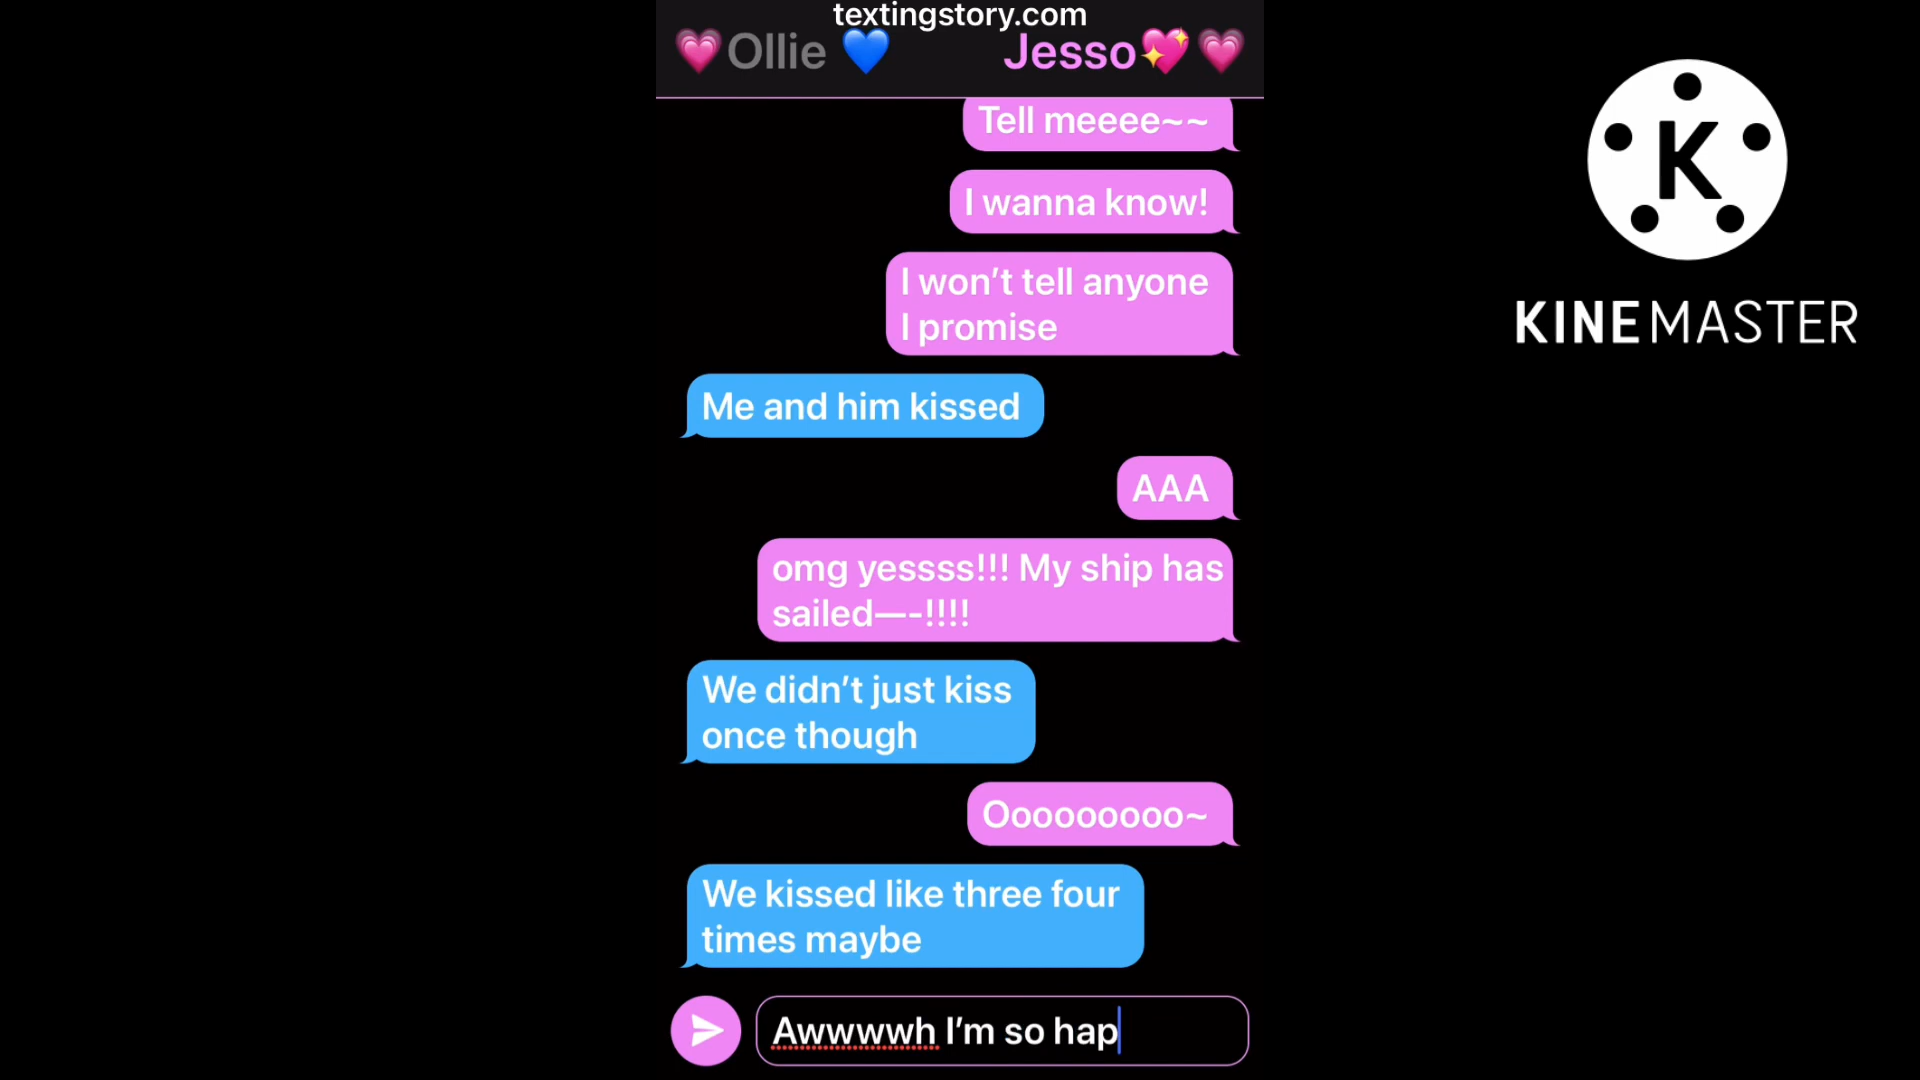 textingstory.com
💗Ollie 💙
Jesso💖💗
Tell meeee~~
I wanna know!
I won’t tell anyone
I promise
Me and him kissed
AAA
omg yessss!!! My ship has
sailed—-!!!!
We didn’t just kiss
once though
Ooooooooo~
We kissed like three four
times maybe
Awwwwh I’m so hap
K
KINEMASTER